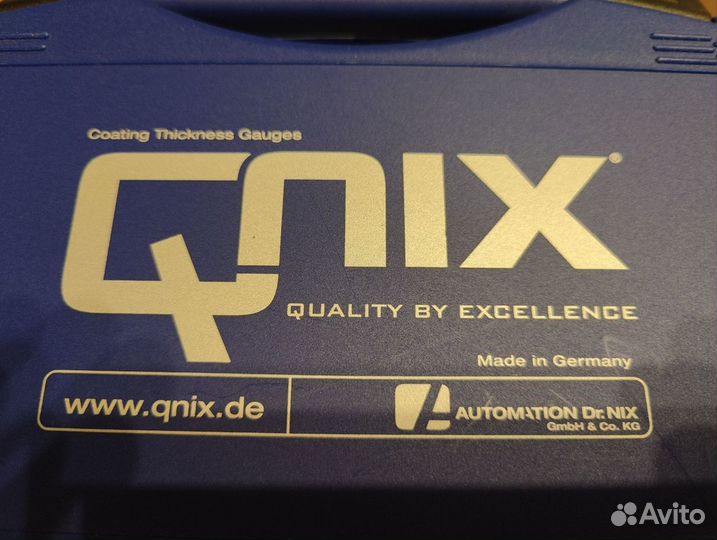 Coating Thickness Gauges
QNIX®
QUALITY BY EXCELLENCE
Made in Germany
www.qnix.de
AUTOMATION Dr. NIX
GmbH & Co. KG
Avito